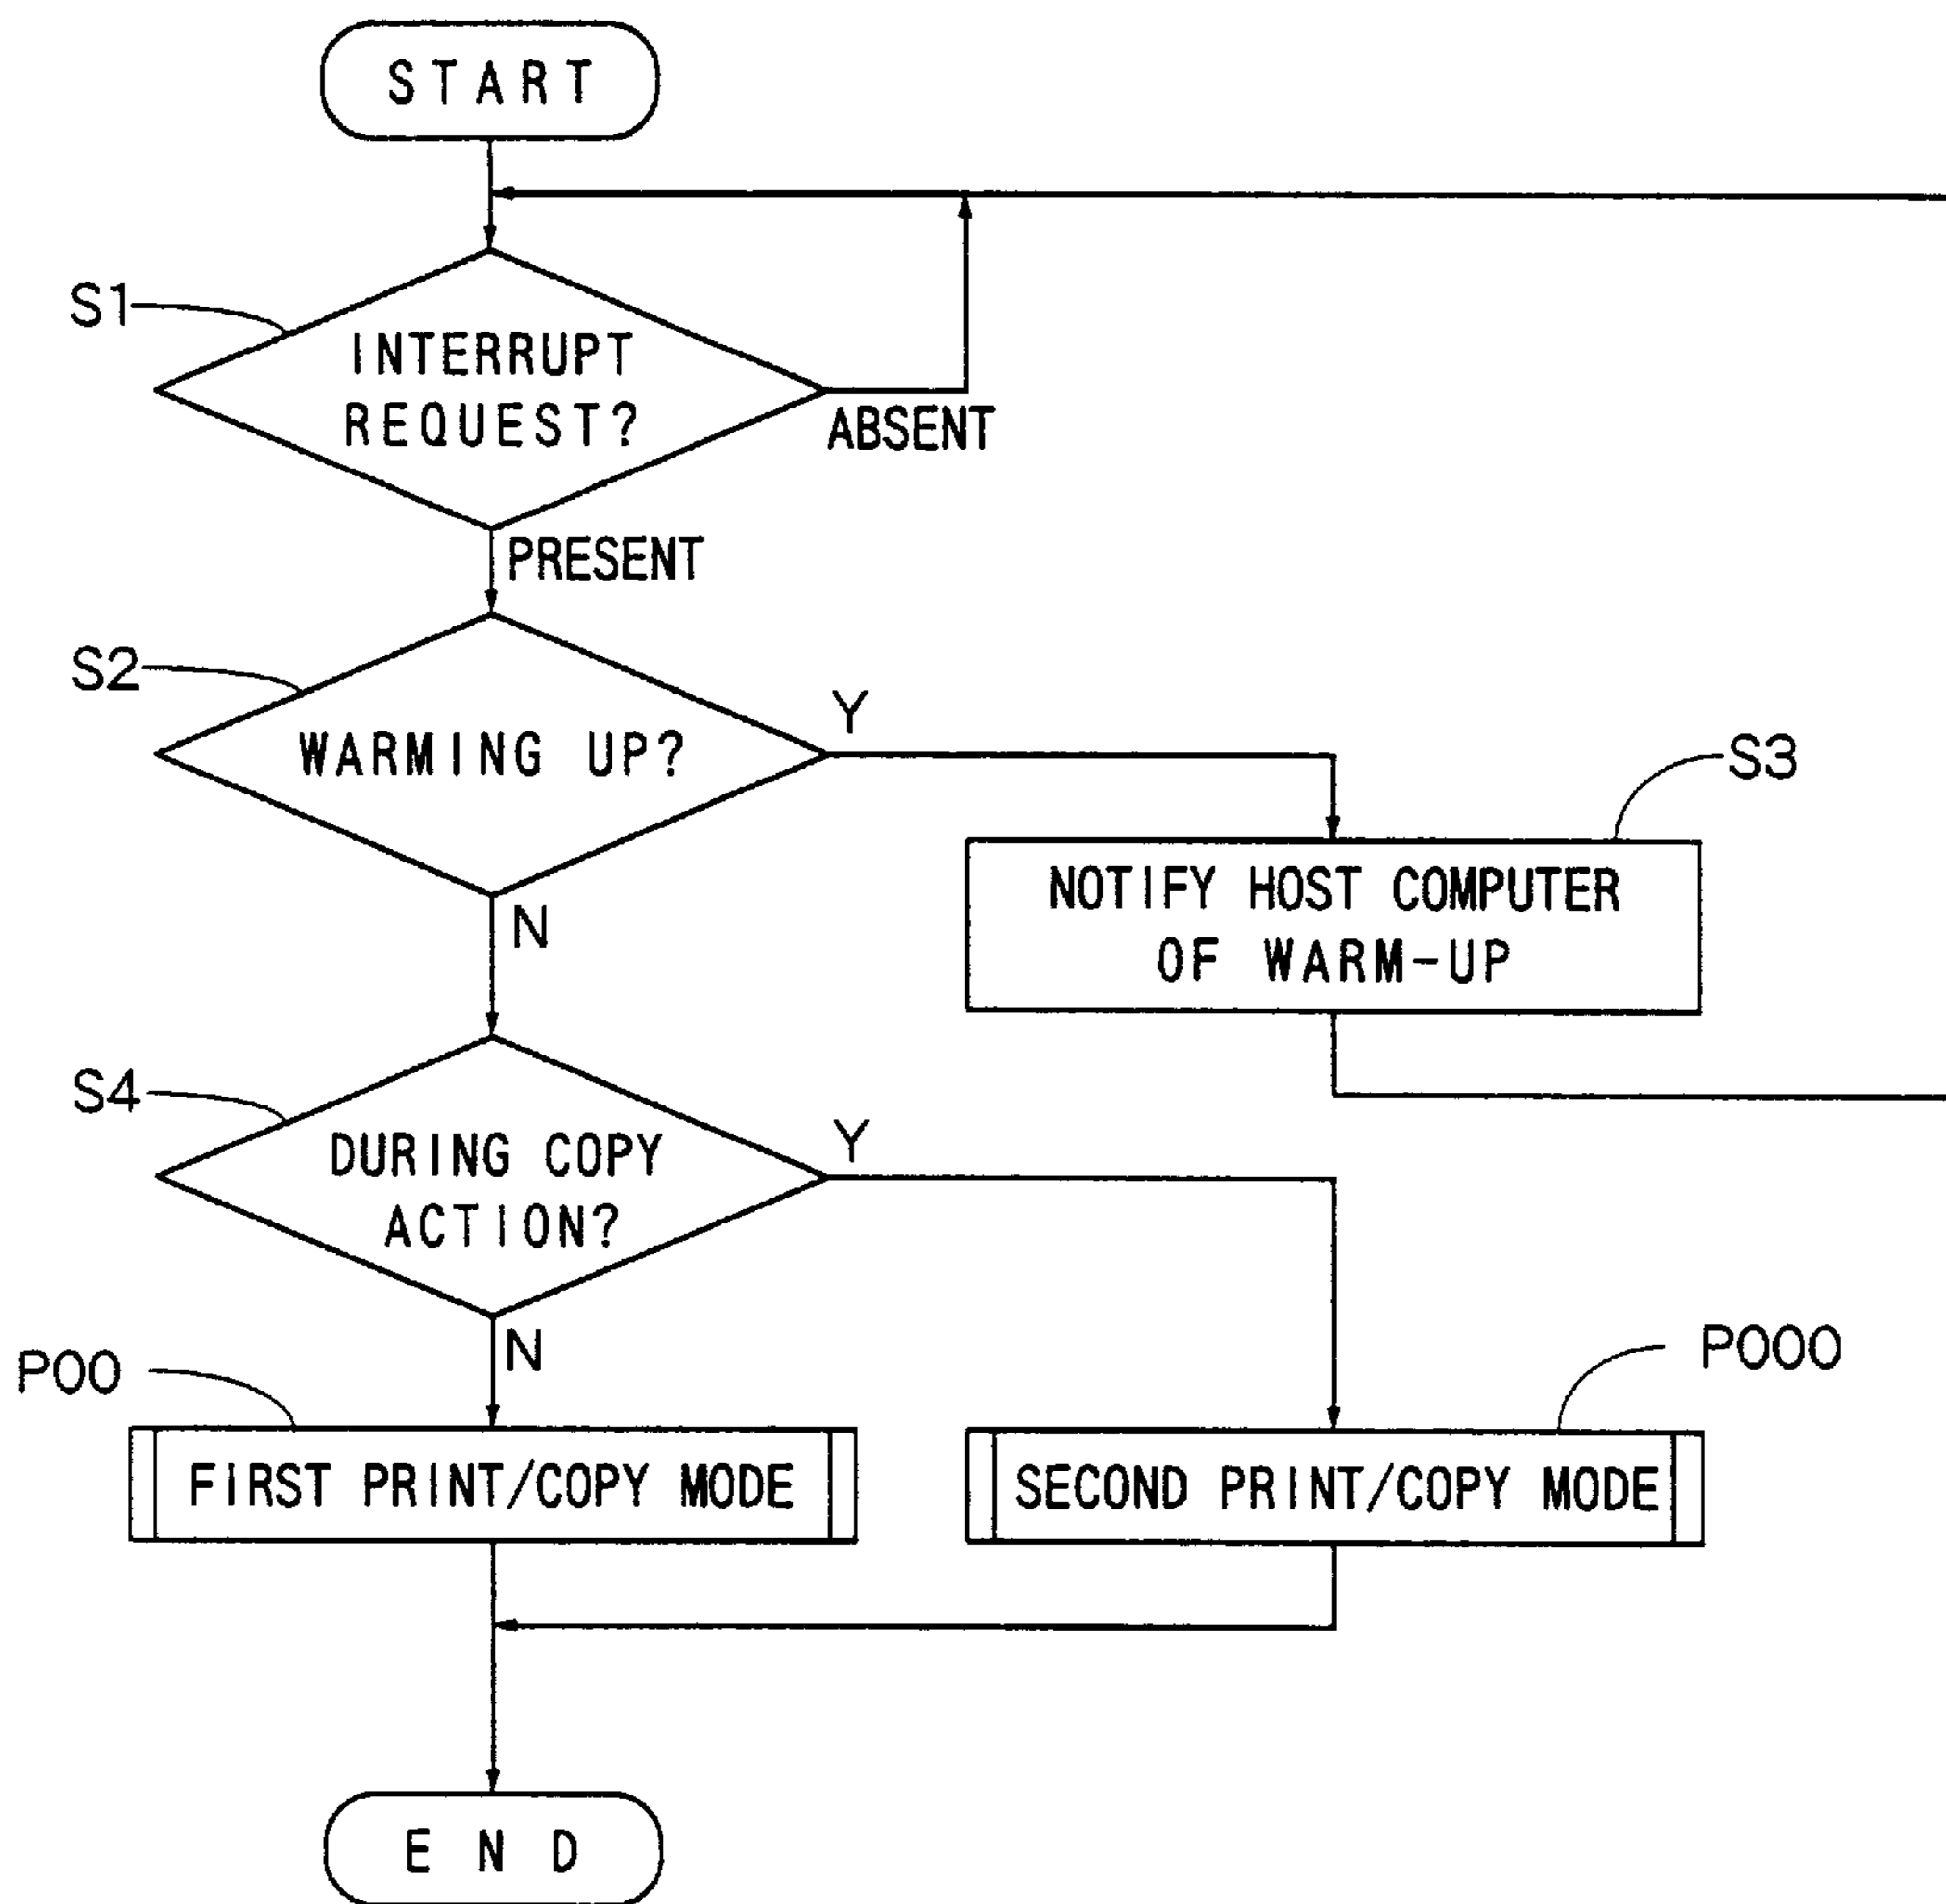 START
S1
INTERRUPT
REQUEST?
ABSENT
PRESENT
S2
WARMING UP?
Y
S3
NOTIFY HOST COMPUTER
OF WARM-UP
N
S4
DURING COPY
ACTION?
Y
N
P00
P000
FIRST PRINT/COPY MODE
SECOND PRINT/COPY MODE
END